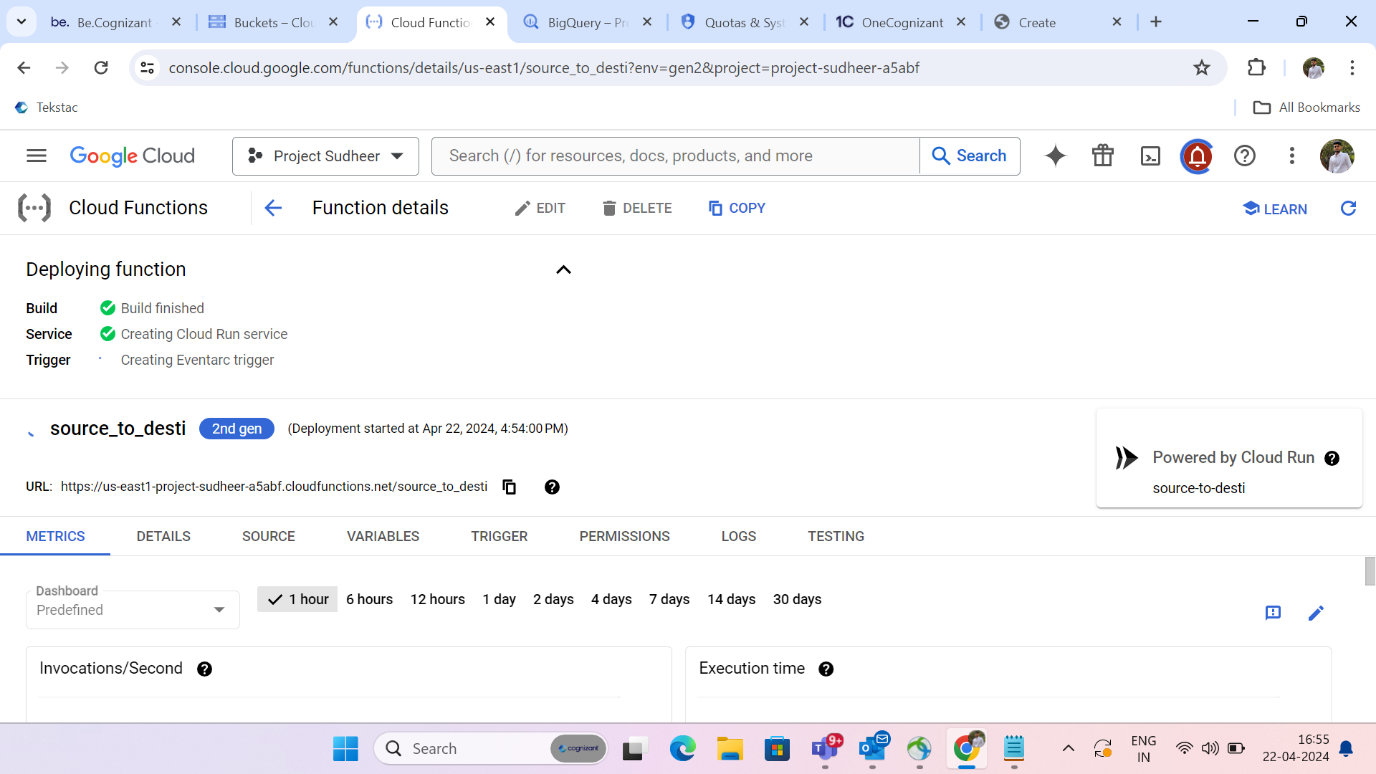 be. Be.Cognizant
Buckets – Clou
Cloud Functio
BigQuery – Pr
Quotas & Syst
1C OneCognizant
Create
console.cloud.google.com/functions/details/us-east1/source_to_desti?env=gen2&project=project-sudheer-a5abf
Tekstac
All Bookmarks
Google Cloud
Project Sudheer
Search (/) for resources, docs, products, and more
Search
Cloud Functions
Function details
EDIT
DELETE
COPY
LEARN
Deploying function
Build Build finished
Service Creating Cloud Run service
Trigger Creating Eventarc trigger
source_to_desti 2nd gen (Deployment started at Apr 22, 2024, 4:54:00 PM)
Powered by Cloud Run
source-to-desti
URL: https://us-east1-project-sudheer-a5abf.cloudfunctions.net/source_to_desti
METRICS DETAILS SOURCE VARIABLES TRIGGER PERMISSIONS LOGS TESTING
Dashboard
Predefined
1 hour 6 hours 12 hours 1 day 2 days 4 days 7 days 14 days 30 days
Invocations/Second
Execution time
Search
cognizant
9+
ENG
IN
16:55
22-04-2024